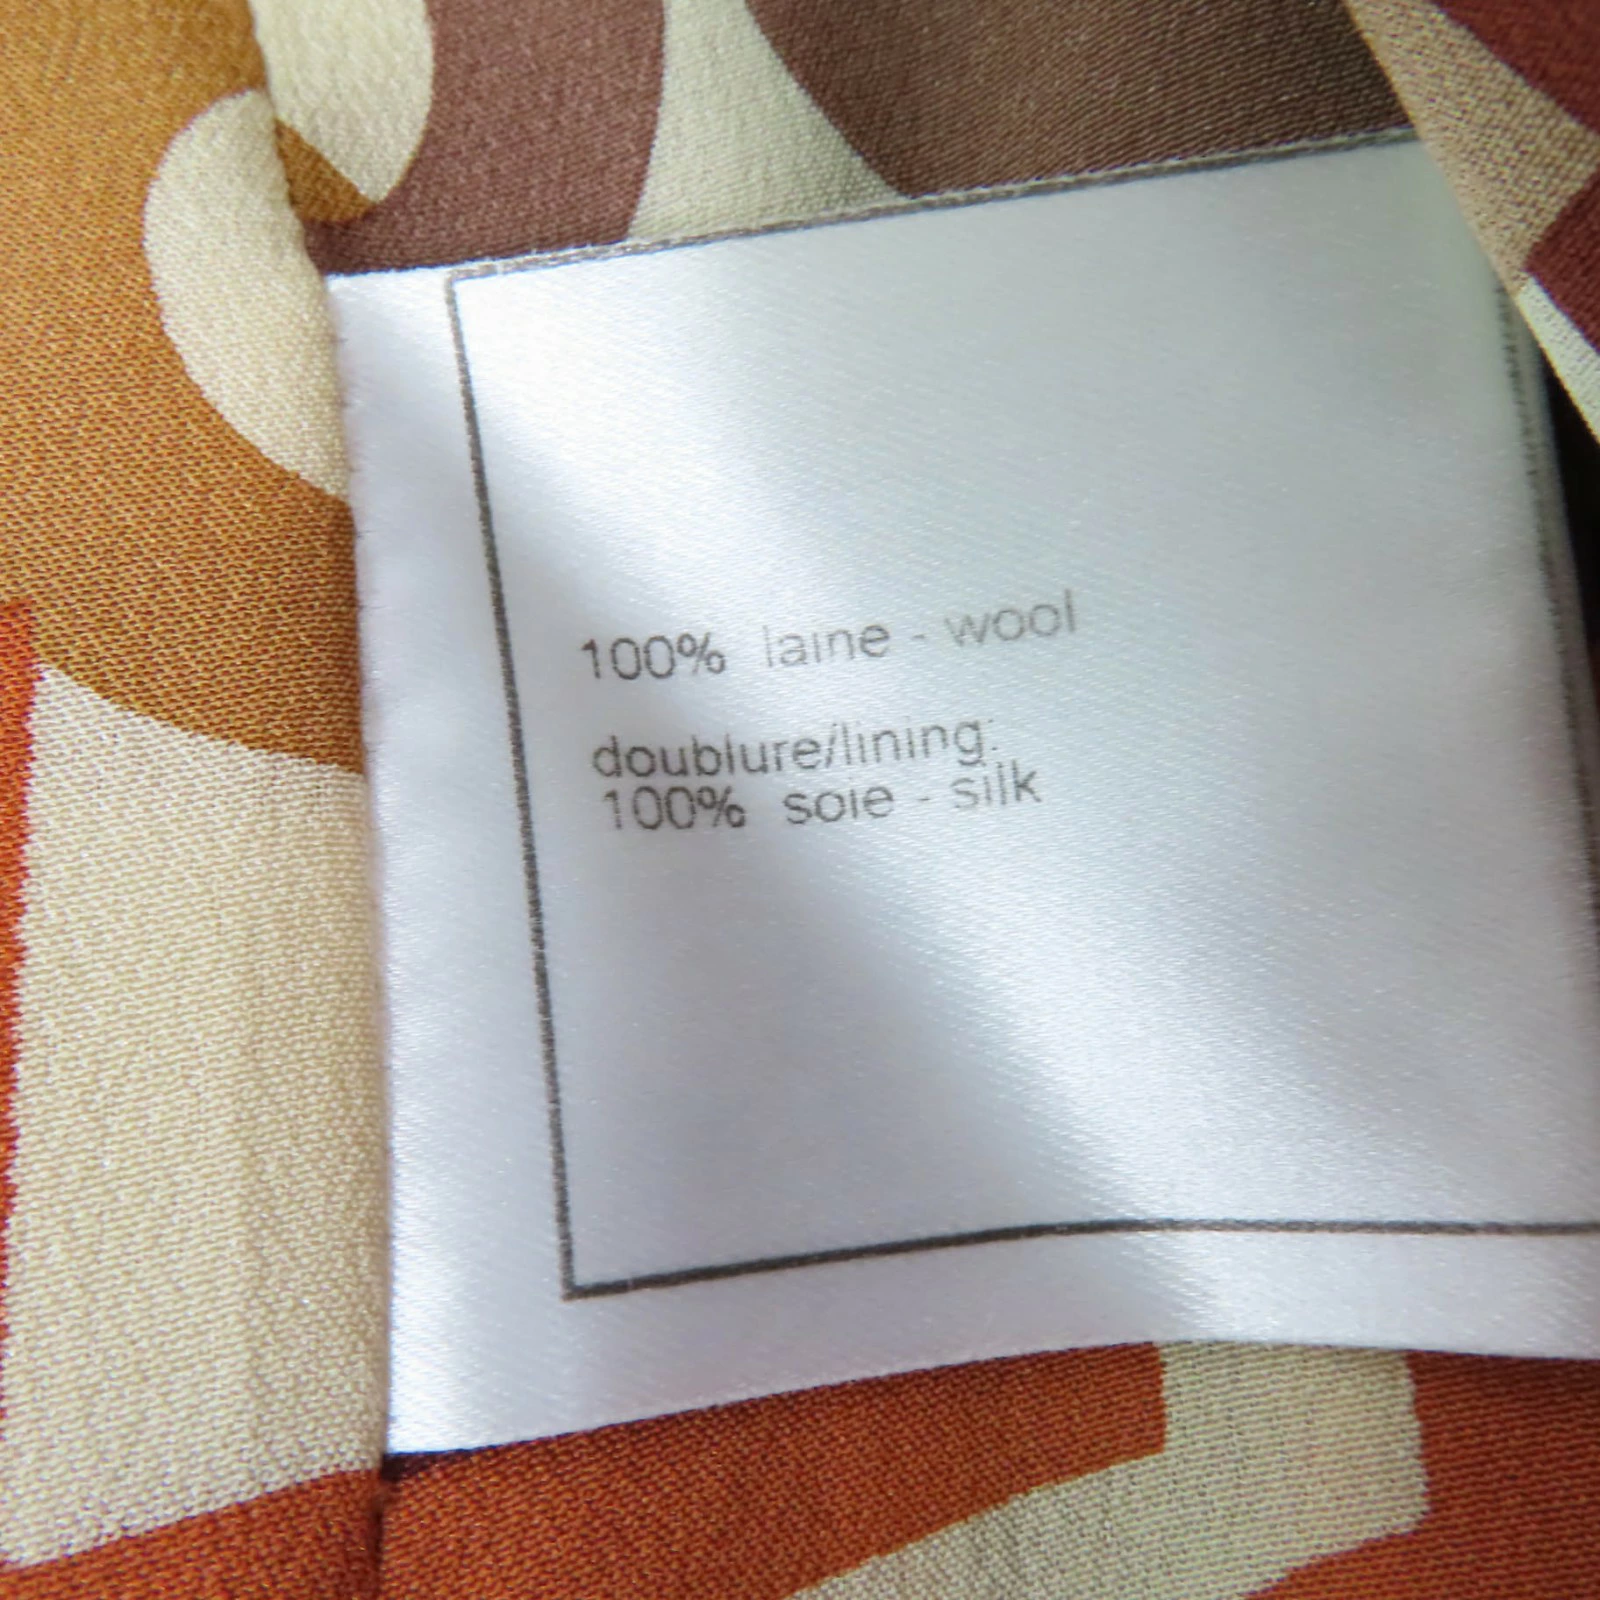 100% laine - wool
doublure/lining:
100% soie - silk